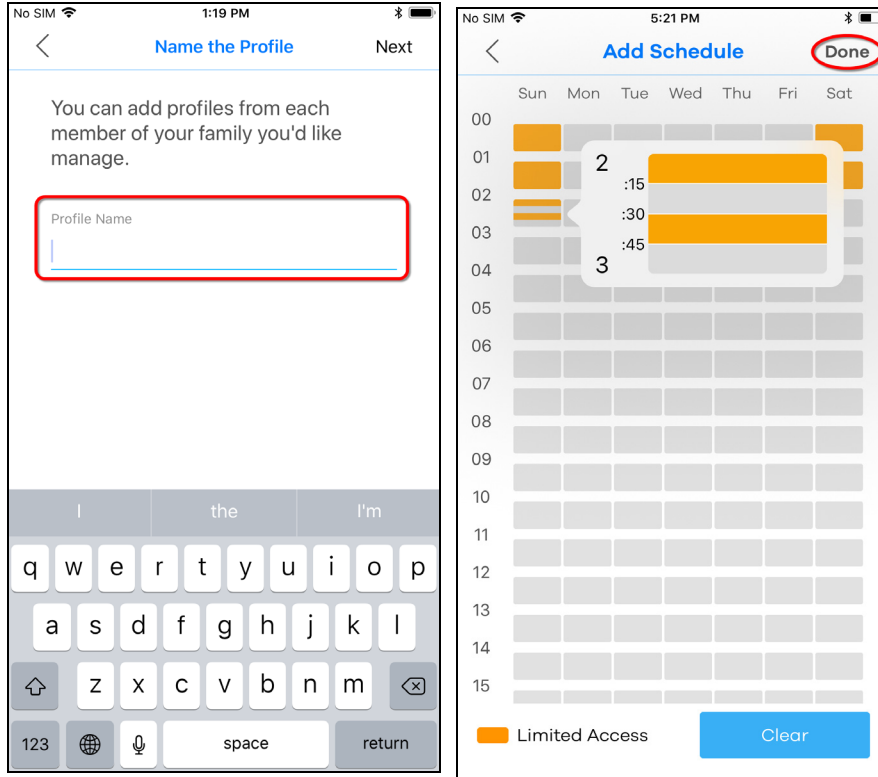 No SIM 1:19 PM
Name the Profile Next
You can add profiles from each
member of your family you'd like
manage.
Profile Name
I the I'm
q w e r t y u i o p
a s d f g h j k l
z x c v b n m
123 space return
No SIM 5:21 PM
Add Schedule Done
Sun Mon Tue Wed Thu Fri Sat
00
01
02
03
04
05
06
07
08
09
10
11
12
13
14
15
2
:15
:30
:45
3
Limited Access Clear